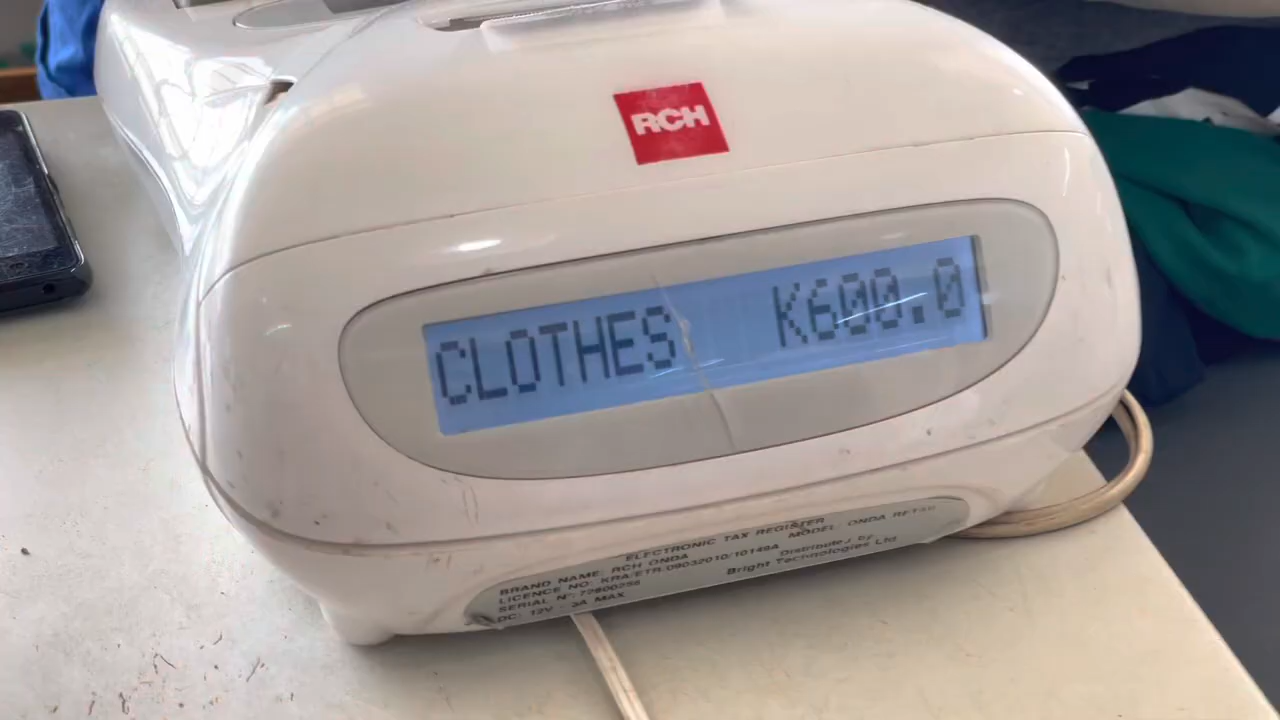 RCH
CLOTHES K600.0
ELECTRONIC TAX REGISTER
BRAND NAME: RCH ONDA MODEL: ONDA
LICENCE NO: KRA/ETR.09032010/10149A Distributed by:
SERIAL N°: Bright Technologies Ltd
DC: 12V - 3A MAX